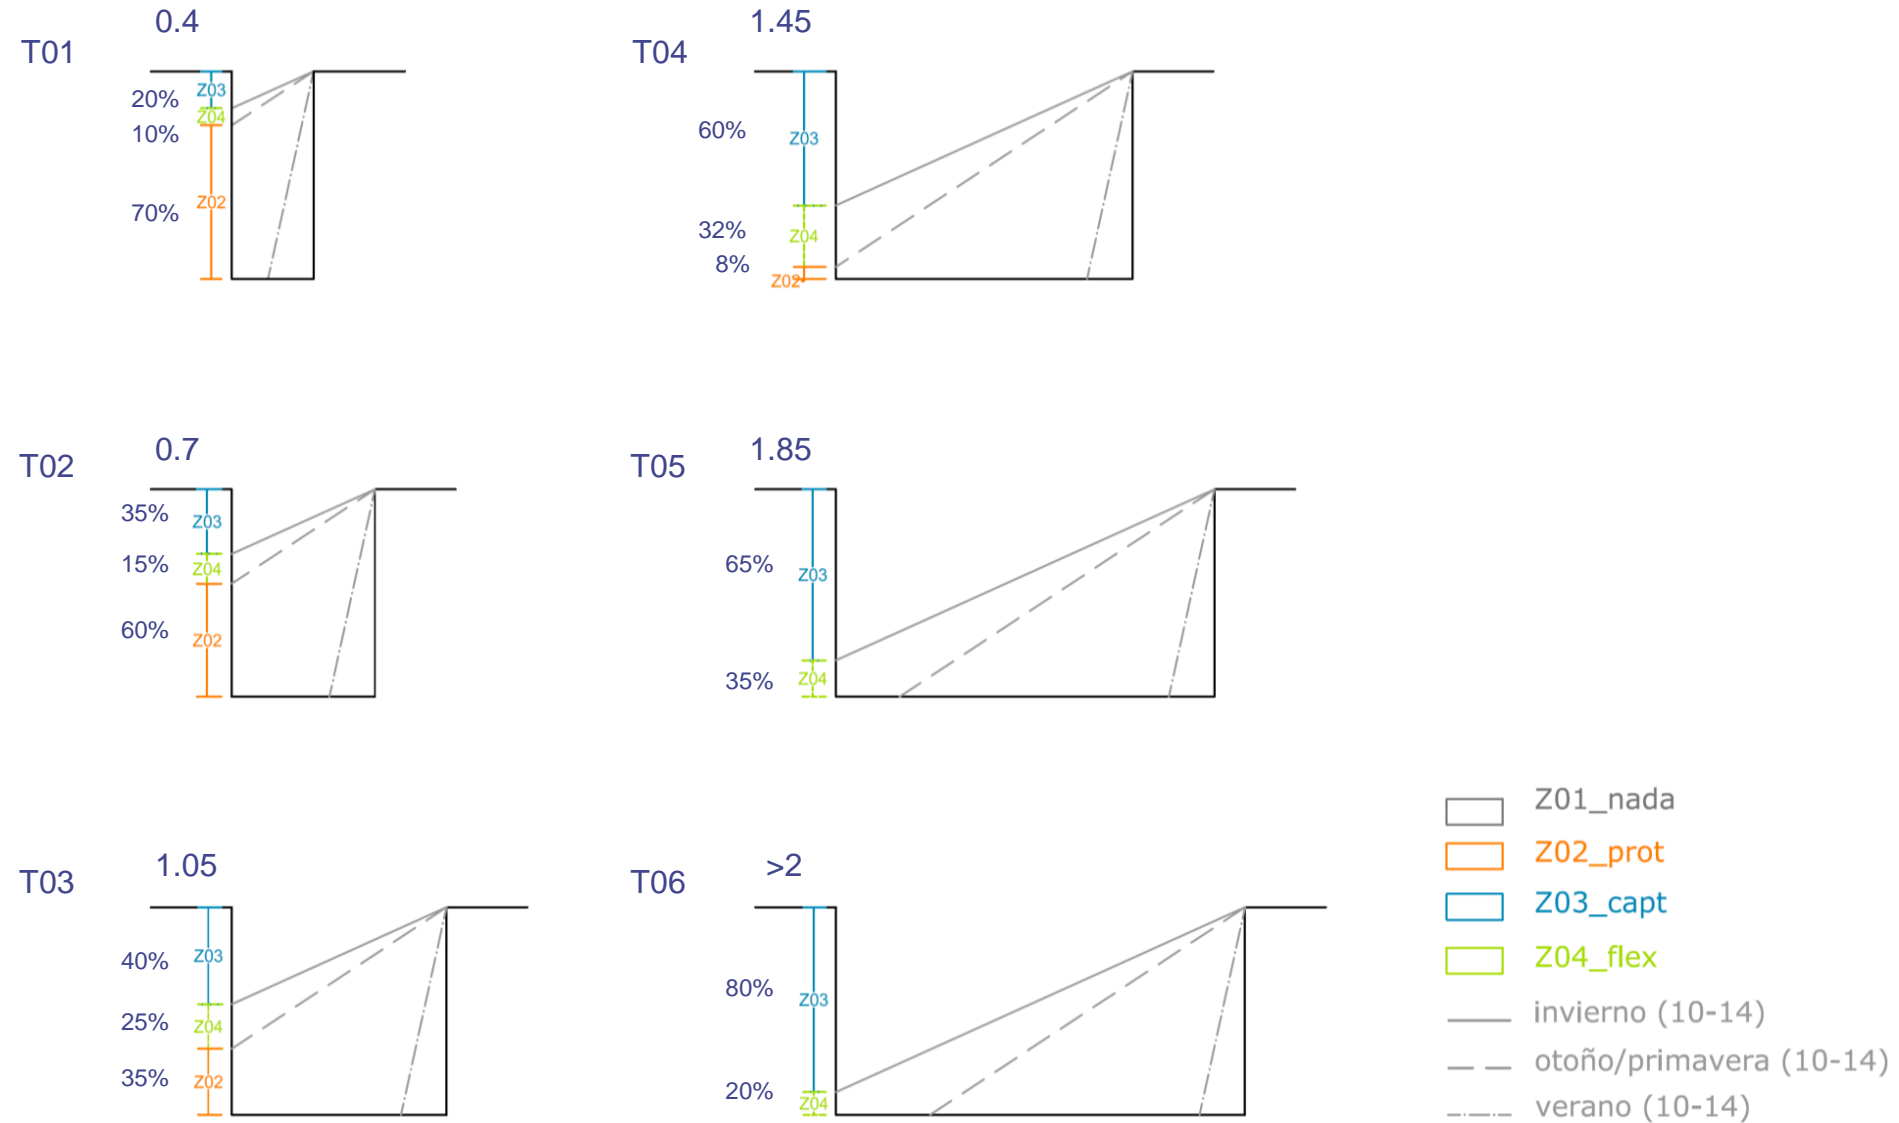 0.4
T01
Z03
20%
Z04
10%
Z02
70%
1.45
T04
60%
Z03
32%
Z04
8%
Z02
0.7
T02
35%
Z03
15%
Z04
60%
Z02
1.85
T05
65%
Z03
35%
Z04
1.05
T03
40%
Z03
25%
Z04
35%
Z02
>2
T06
80%
Z03
20%
Z04
Z01_nada
Z02_prot
Z03_capt
Z04_flex
invierno (10-14)
otoño/primavera (10-14)
verano (10-14)